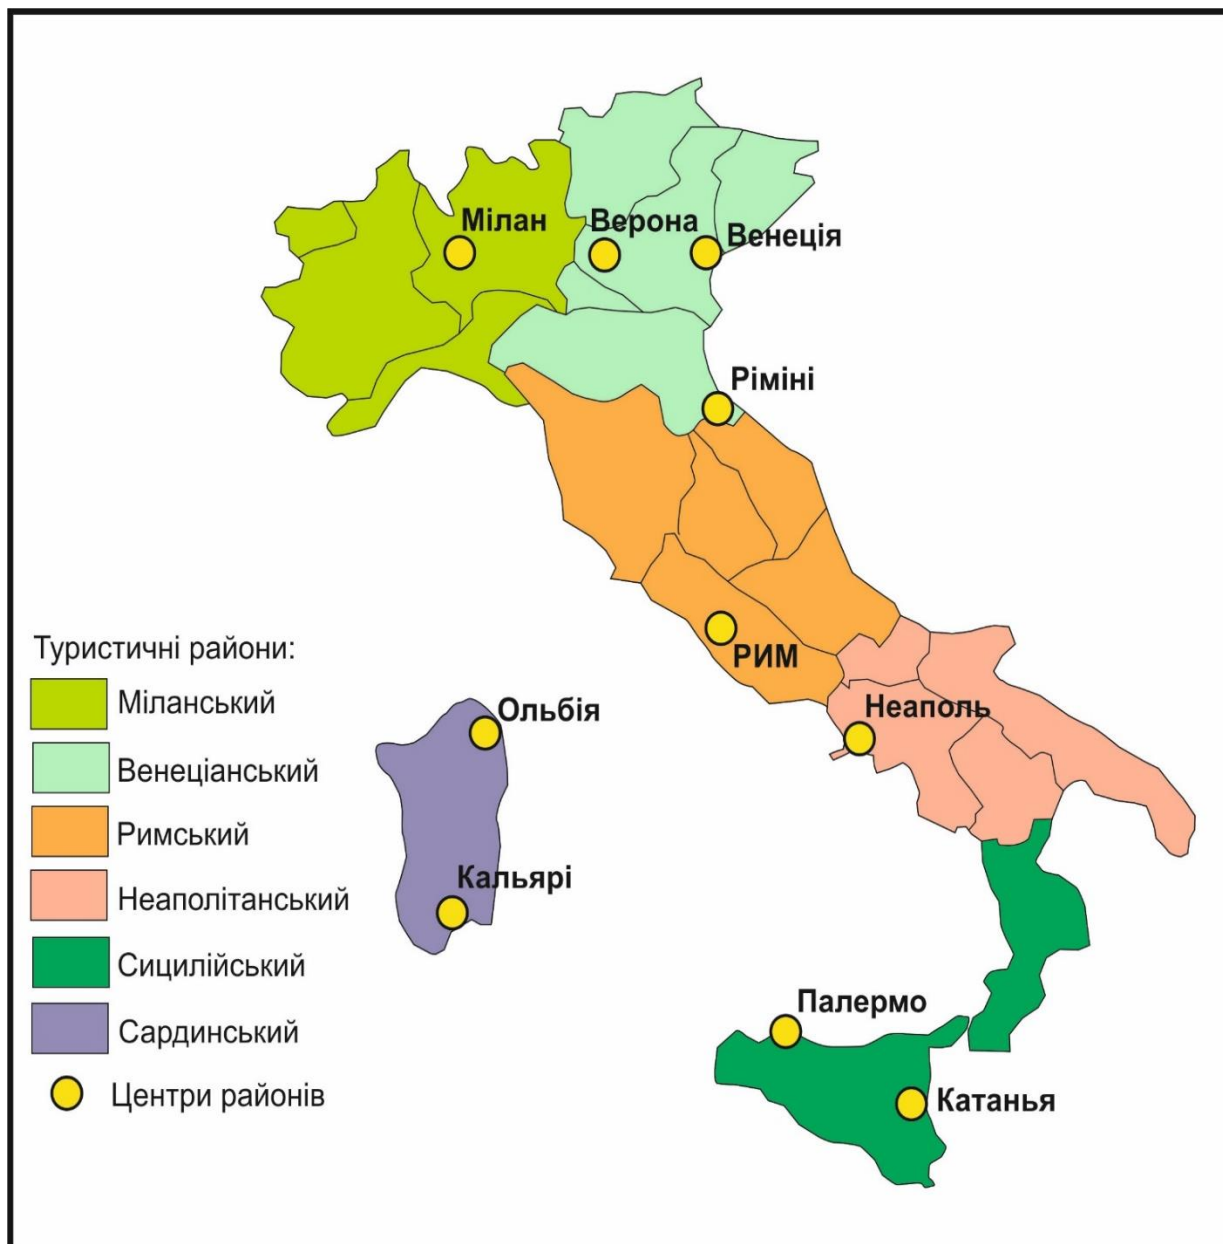 Мілан
Верона
Венеція
Ріміні
РИМ
Неаполь
Ольбія
Кальярі
Палермо
Катанья
Туристичні райони:
Міланський
Венеціанський
Римський
Неаполітанський
Сицилійський
Сардинський
Центри районів